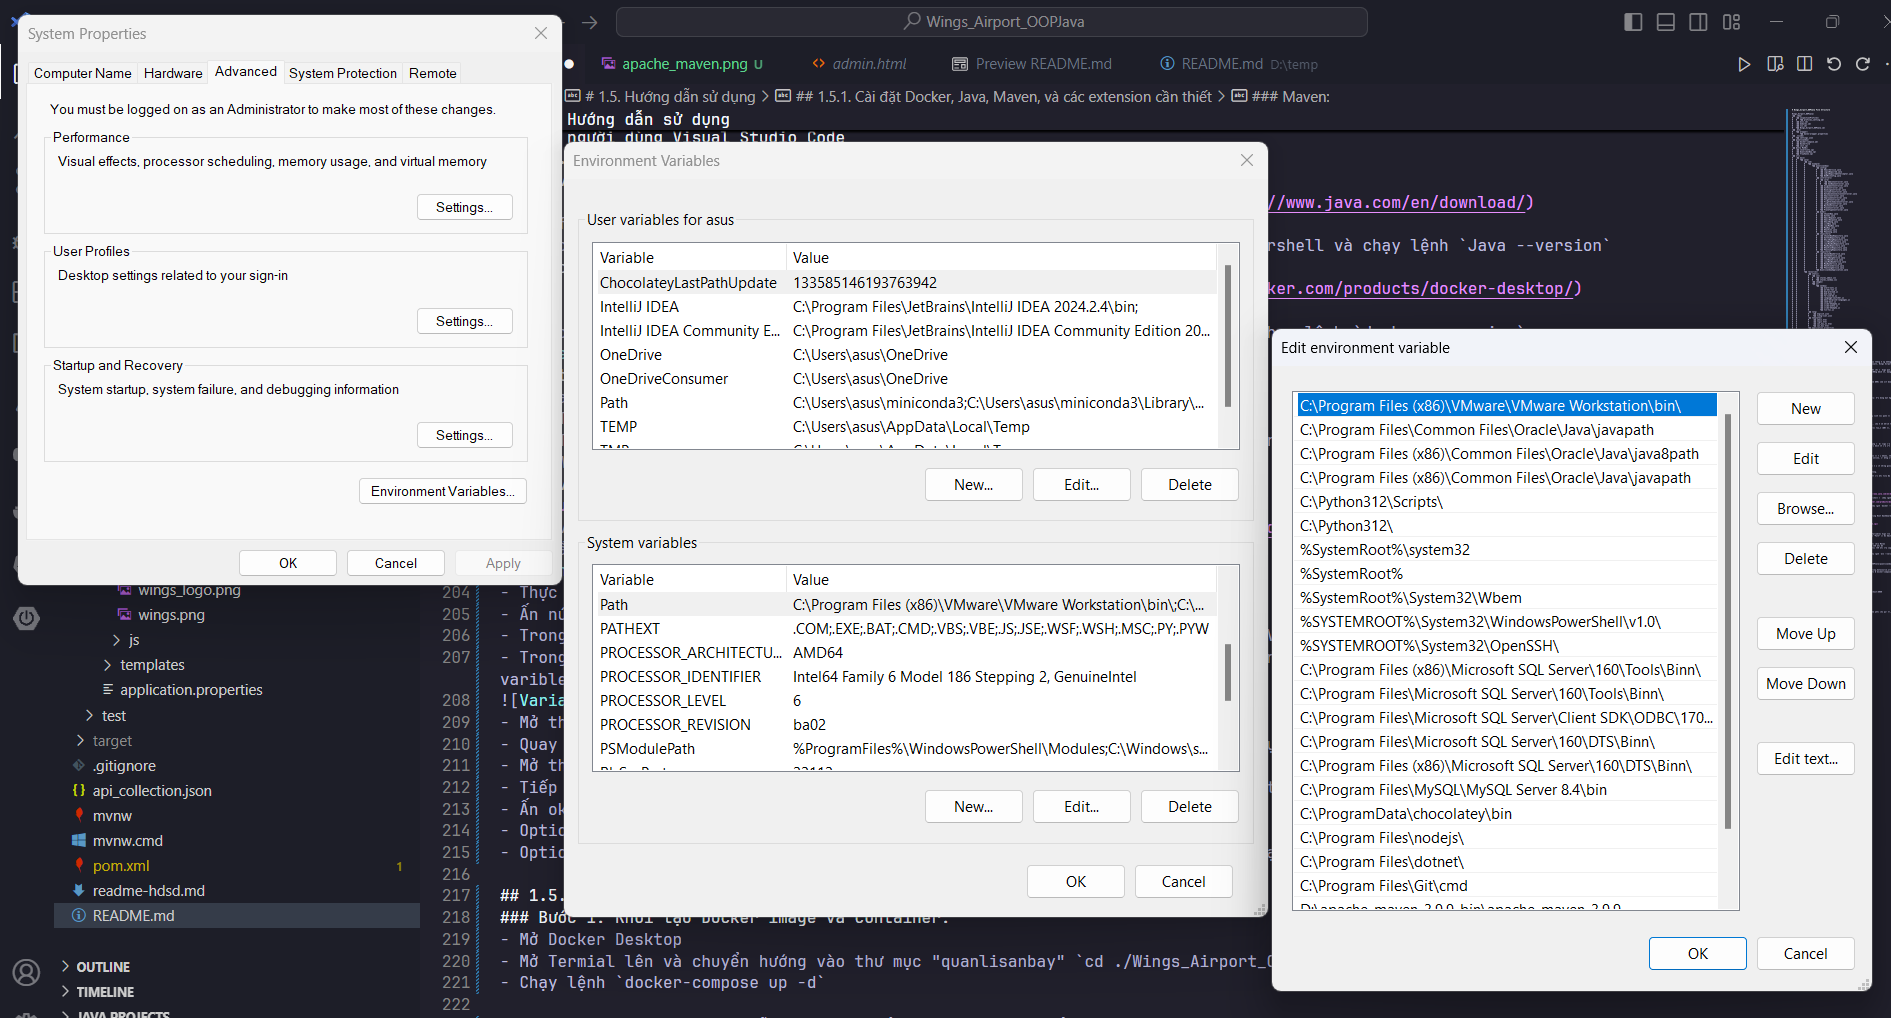 System Properties
Computer Name
Hardware
Advanced
System Protection
Remote
You must be logged on as an Administrator to make most of these changes.
Performance
Visual effects, processor scheduling, memory usage, and virtual memory
Settings...
User Profiles
Desktop settings related to your sign-in
Settings...
Startup and Recovery
System startup, system failure, and debugging information
Settings...
Environment Variables...
OK
Cancel
Apply
Wings_Airport_OOPJava
apache_maven.png U
admin.html
Preview README.md
README.md D:\temp
# 1.5. Hướng dẫn sử dụng > ## 1.5.1. Cài đặt Docker, Java, Maven, và các extension cần thiết > ### Maven:
Hướng dẫn sử dụng
người dùng Visual Studio Code
//www.java.com/en/download/)
rshell và chạy lệnh `Java --version`
ker.com/products/docker-desktop/)
Environment Variables
User variables for asus
Variable Value
ChocolateyLastPathUpdate 133585146193763942
IntelliJ IDEA C:\Program Files\JetBrains\IntelliJ IDEA 2024.2.4\bin;
IntelliJ IDEA Community E... C:\Program Files\JetBrains\IntelliJ IDEA Community Edition 20...
OneDrive C:\Users\asus\OneDrive
OneDriveConsumer C:\Users\asus\OneDrive
Path C:\Users\asus\miniconda3;C:\Users\asus\miniconda3\Library\...
TEMP C:\Users\asus\AppData\Local\Temp
New...
Edit...
Delete
System variables
Variable Value
Path C:\Program Files (x86)\VMware\VMware Workstation\bin\;C:\...
PATHEXT .COM;.EXE;.BAT;.CMD;.VBS;.VBE;.JS;.JSE;.WSF;.WSH;.MSC;.PY;.PYW
PROCESSOR_ARCHITECTU... AMD64
PROCESSOR_IDENTIFIER Intel64 Family 6 Model 186 Stepping 2, GenuineIntel
PROCESSOR_LEVEL 6
PROCESSOR_REVISION ba02
PSModulePath %ProgramFiles%\WindowsPowerShell\Modules;C:\Windows\s...
New...
Edit...
Delete
OK
Cancel
Edit environment variable
C:\Program Files (x86)\VMware\VMware Workstation\bin\
C:\Program Files\Common Files\Oracle\Java\javapath
C:\Program Files (x86)\Common Files\Oracle\Java\java8path
C:\Program Files (x86)\Common Files\Oracle\Java\javapath
C:\Python312\Scripts\
C:\Python312\
%SystemRoot%\system32
%SystemRoot%
%SystemRoot%\System32\Wbem
%SYSTEMROOT%\System32\WindowsPowerShell\v1.0\
%SYSTEMROOT%\System32\OpenSSH\
C:\Program Files (x86)\Microsoft SQL Server\160\Tools\Binn\
C:\Program Files\Microsoft SQL Server\160\Tools\Binn\
C:\Program Files\Microsoft SQL Server\Client SDK\ODBC\170...
C:\Program Files\Microsoft SQL Server\160\DTS\Binn\
C:\Program Files (x86)\Microsoft SQL Server\160\DTS\Binn\
C:\Program Files\MySQL\MySQL Server 8.4\bin
C:\ProgramData\chocolatey\bin
C:\Program Files\nodejs\
C:\Program Files\dotnet\
C:\Program Files\Git\cmd
New
Edit
Browse...
Delete
Move Up
Move Down
Edit text...
OK
Cancel
wings_logo.png
wings.png
js
templates
application.properties
test
target
.gitignore
api_collection.json
mvnw
mvnw.cmd
pom.xml 1
readme-hdsd.md
README.md
OUTLINE
TIMELINE
JAVA PROJECTS
204 - Thực
205 - Ấn nú
206 - Trong
207 - Trong
varible
208 ![Varia
209 - Mở th
210 - Quay
211 - Mở th
212 - Tiếp
213 - Ấn ok
214 - Optio
215 - Optio
216
217 ## 1.5.
218 ### Bước 1: Khởi tạo Docker image và container:
219 - Mở Docker Desktop
220 - Mở Termial lên và chuyển hướng vào thư mục "quanlisanbay" `cd ./Wings_Airport_
221 - Chạy lệnh `docker-compose up -d`
222